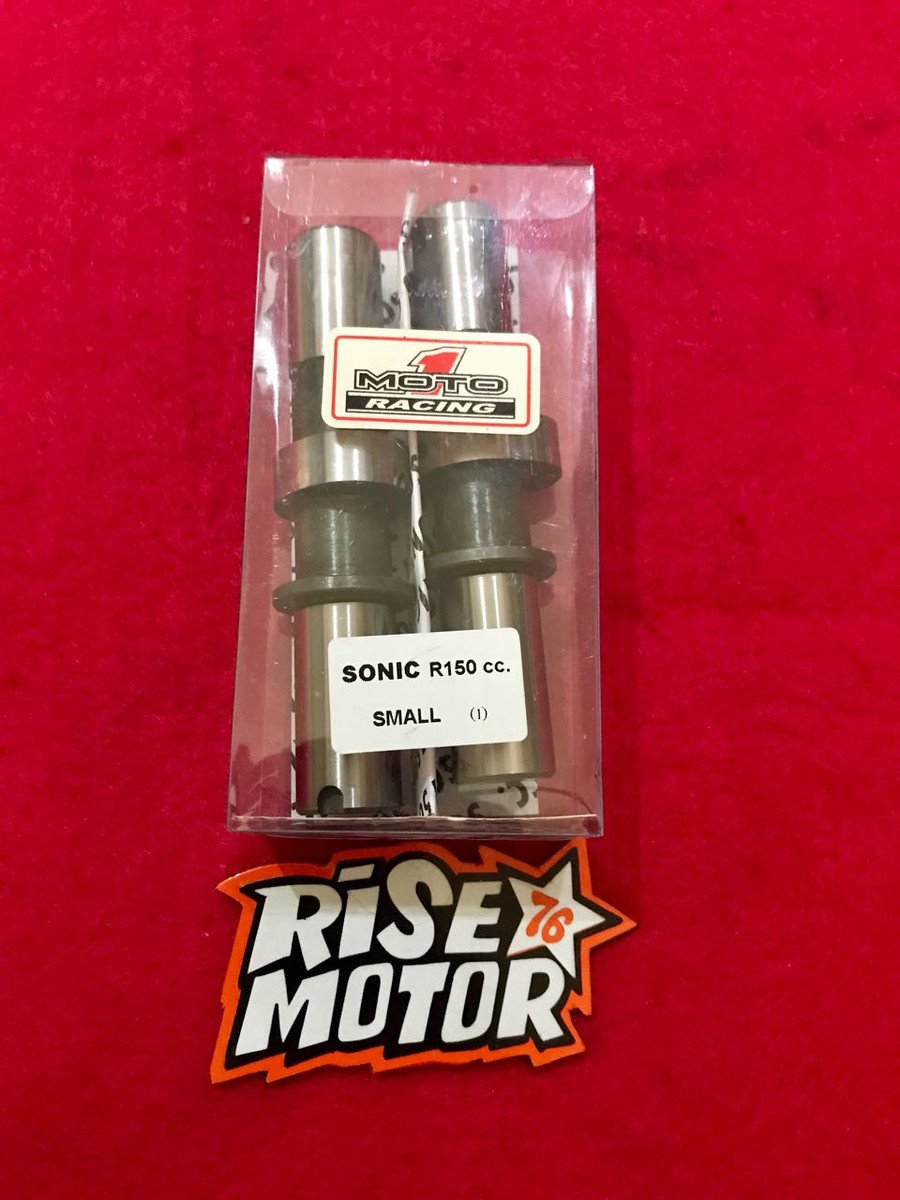 1
MOTO
RACING
SONIC R150 cc.
SMALL (1)
RiSE 76
MOTOR